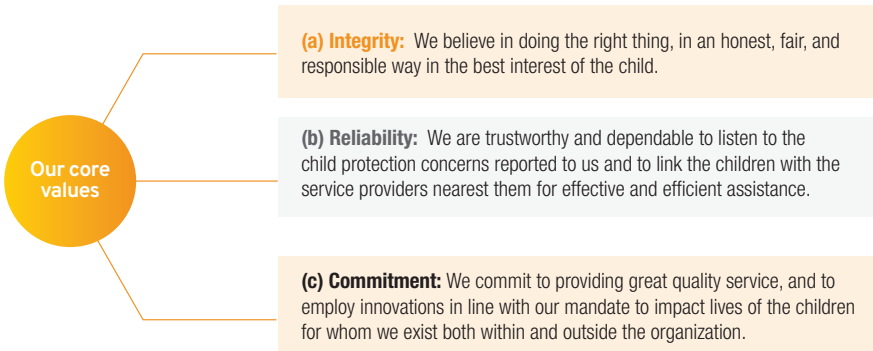 Our core
values
(a) Integrity: We believe in doing the right thing, in an honest, fair, and
responsible way in the best interest of the child.
(b) Reliability: We are trustworthy and dependable to listen to the
child protection concerns reported to us and to link the children with the
service providers nearest them for effective and efficient assistance.
(c) Commitment: We commit to providing great quality service, and to
employ innovations in line with our mandate to impact lives of the children
for whom we exist both within and outside the organization.